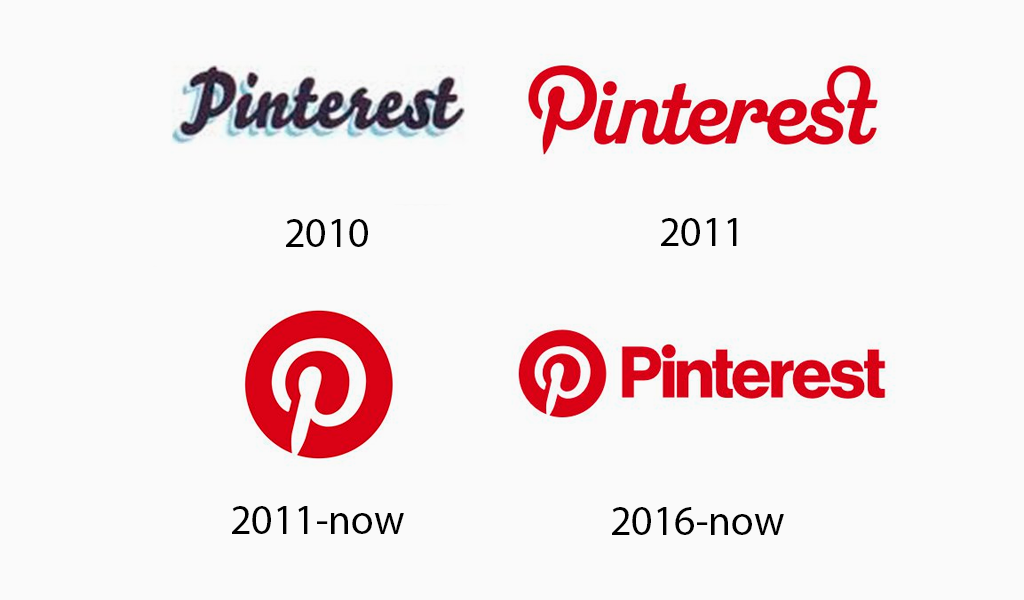 Pinterest
Pinterest
2010
2011
P
P Pinterest
2011-now
2016-now